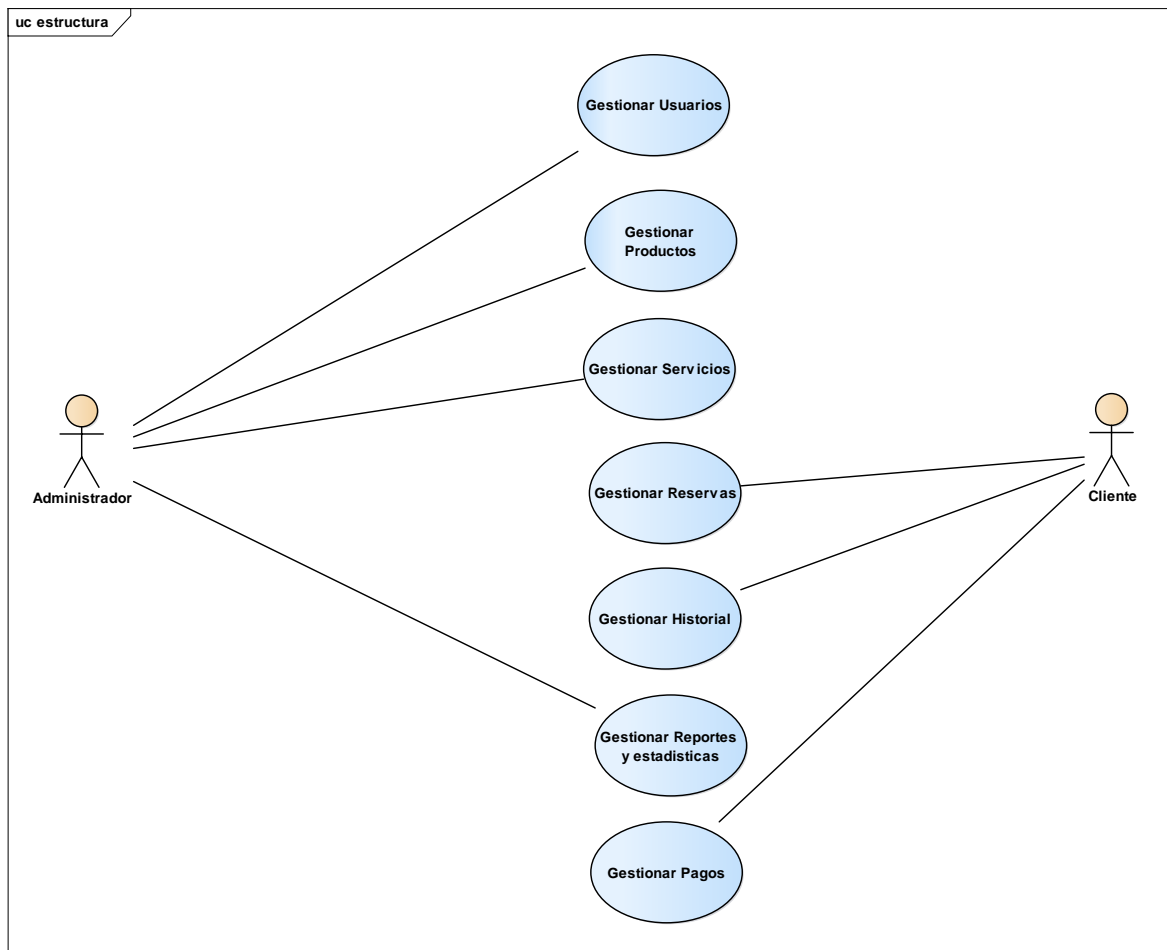 uc estructura
Gestionar Usuarios
Gestionar
Productos
Gestionar Servicios
Administrador
Gestionar Reservas
Cliente
Gestionar Historial
Gestionar Reportes
y estadisticas
Gestionar Pagos